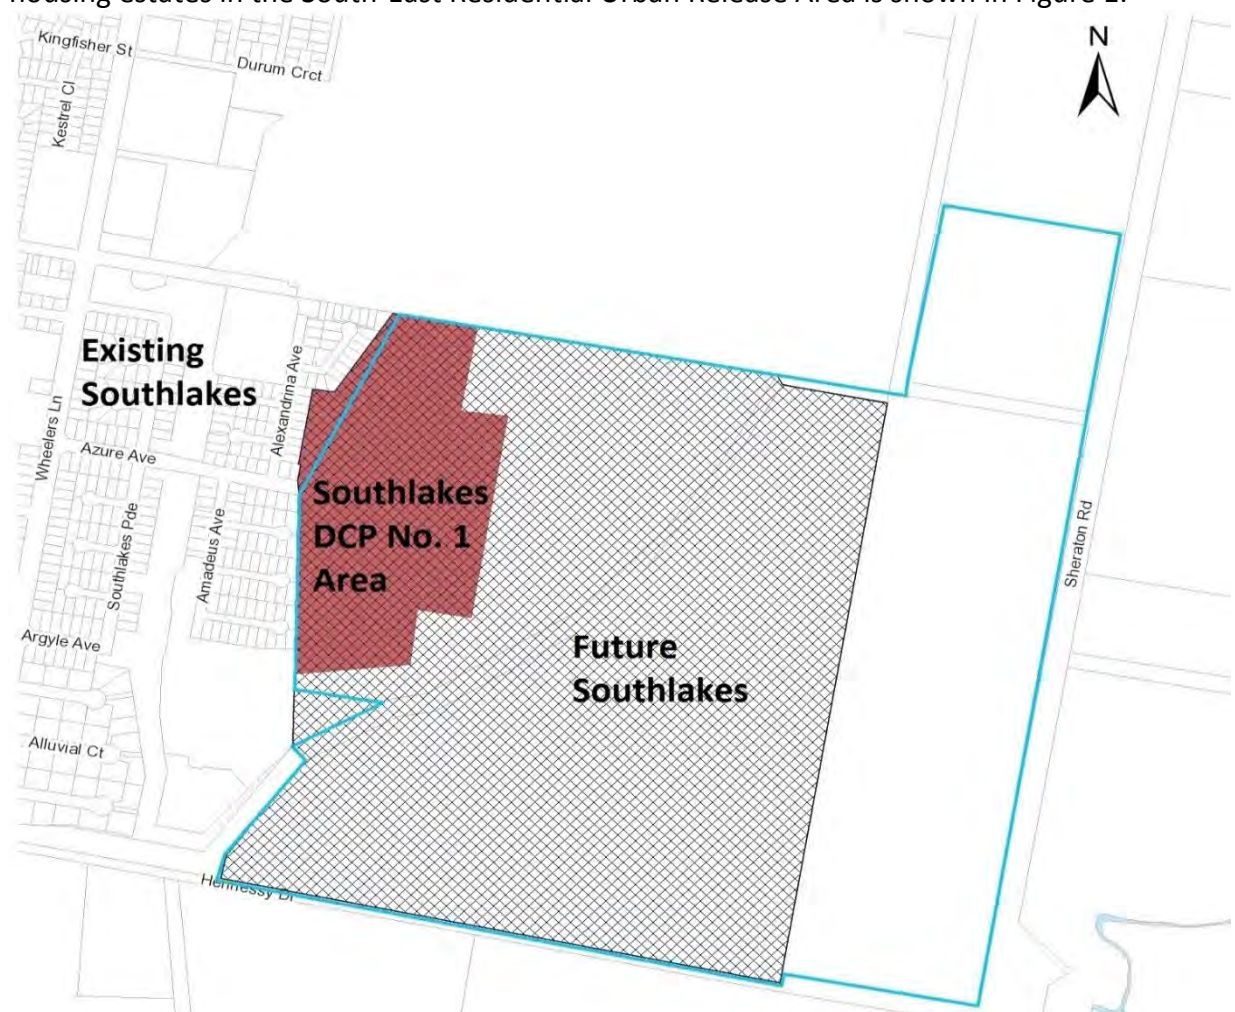 housing estates in the South-East Residential Urban Release Area is shown in Figure 1.
N
Kingfisher St
Durum Crct
Kestrel Cl
Existing
Southlakes
Alexandrina Ave
Wheelers Ln
Azure Ave
Southlakes
DCP No. 1
Area
Southlakes Pde
Amadeus Ave
Sheraton Rd
Argyle Ave
Future
Southlakes
Alluvial Ct
Hennessy Dr